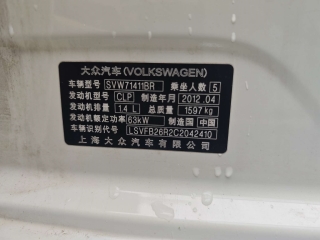 大众汽车(VOLKSWAGEN)
车辆型号 SVW71411BR 乘坐人数 5
发动机型号 CLP 制造年月 2012.04
发动机排量 1.4 L 总质量 1597kg
发动机额定功率 63kW 制造国 中国
车辆识别代号 LSVFB26R2C2042410
上海大众汽车有限公司